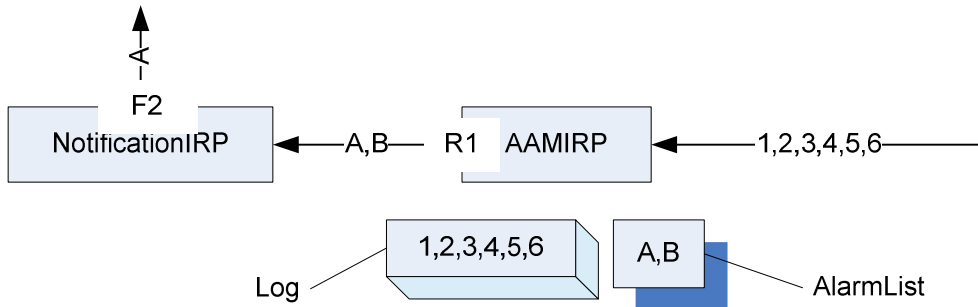 A
F2
NotificationIRP
A,B
R1
AAMIRP
1,2,3,4,5,6
1,2,3,4,5,6
A,B
Log
AlarmList